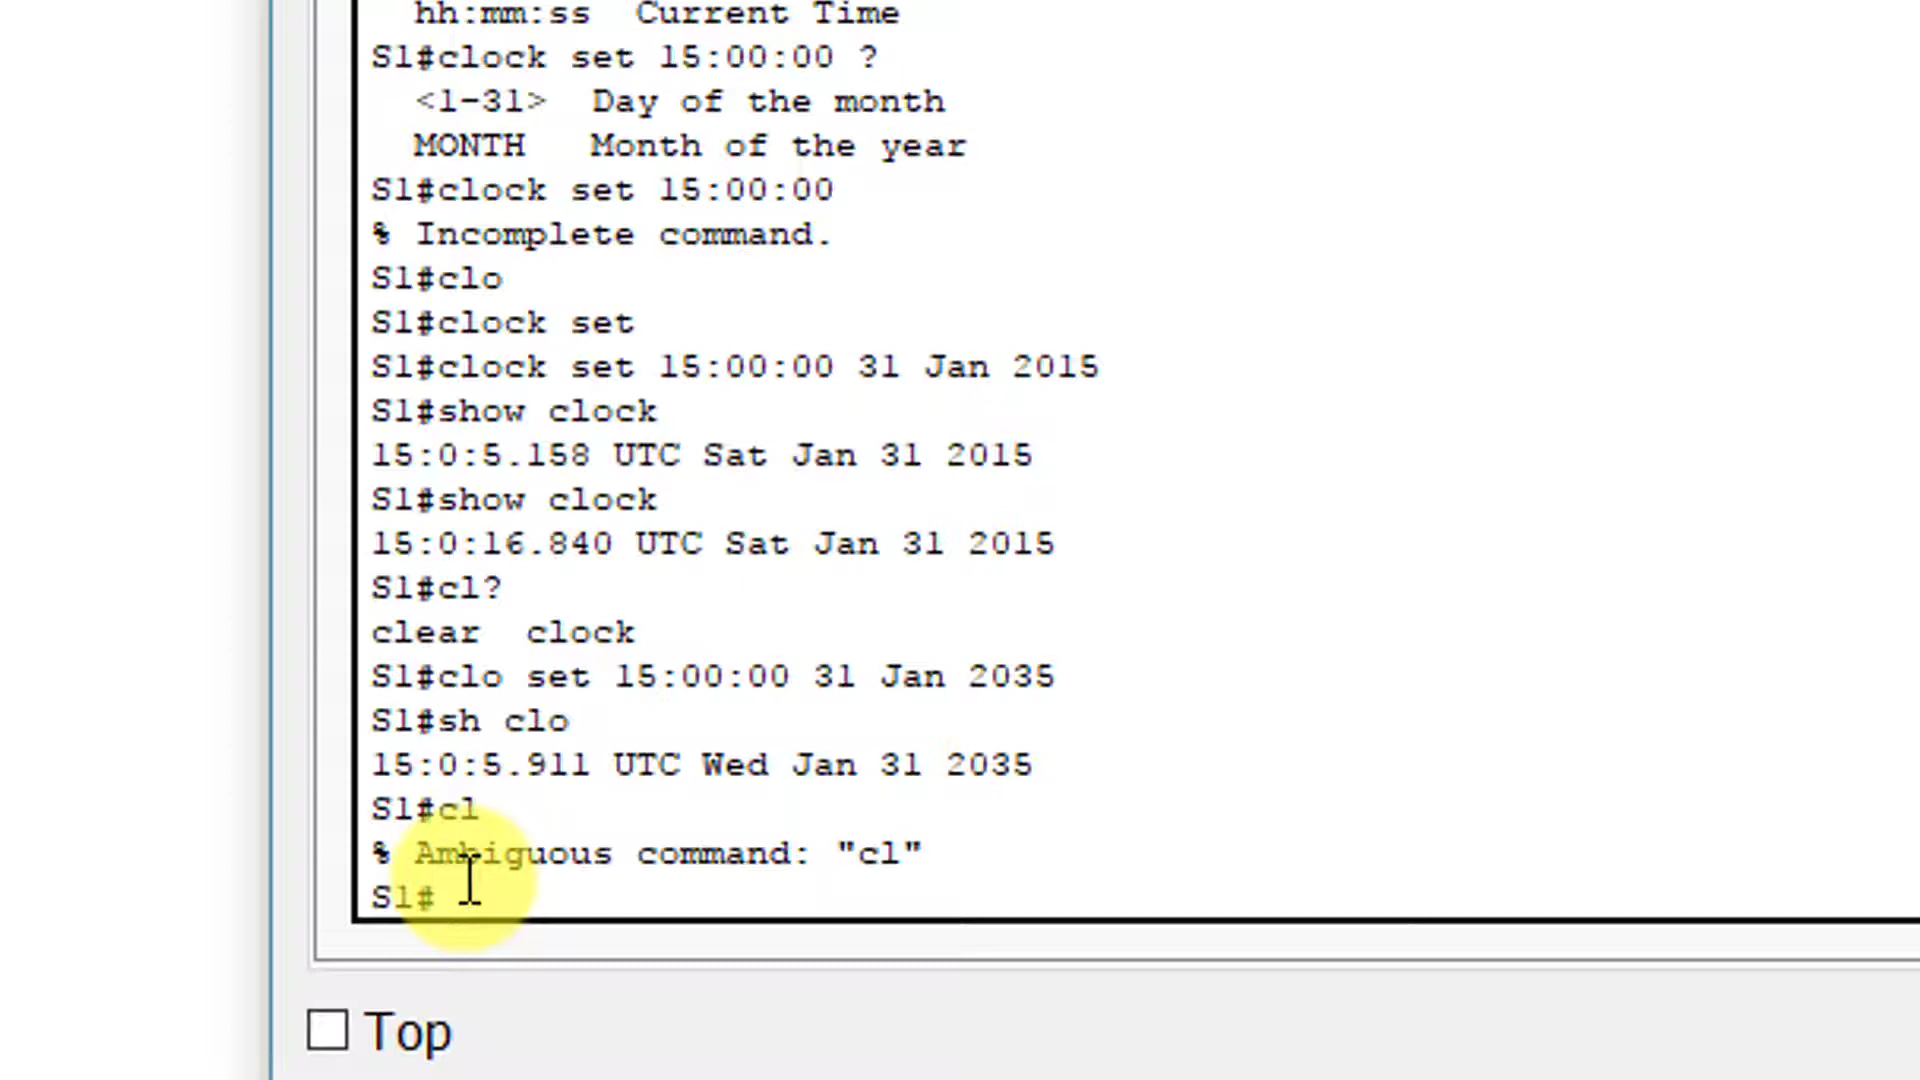 hh:mm:ss  Current Time
S1#clock set 15:00:00 ?
<1-31>  Day of the month
MONTH   Month of the year
S1#clock set 15:00:00
% Incomplete command.
S1#clo
S1#clock set
S1#clock set 15:00:00 31 Jan 2015
S1#show clock
15:0:5.158 UTC Sat Jan 31 2015
S1#show clock
15:0:16.840 UTC Sat Jan 31 2015
S1#cl?
clear  clock
S1#clo set 15:00:00 31 Jan 2035
S1#sh clo
15:0:5.911 UTC Wed Jan 31 2035
S1#cl
% Ambiguous command: "cl"
S1#
Top